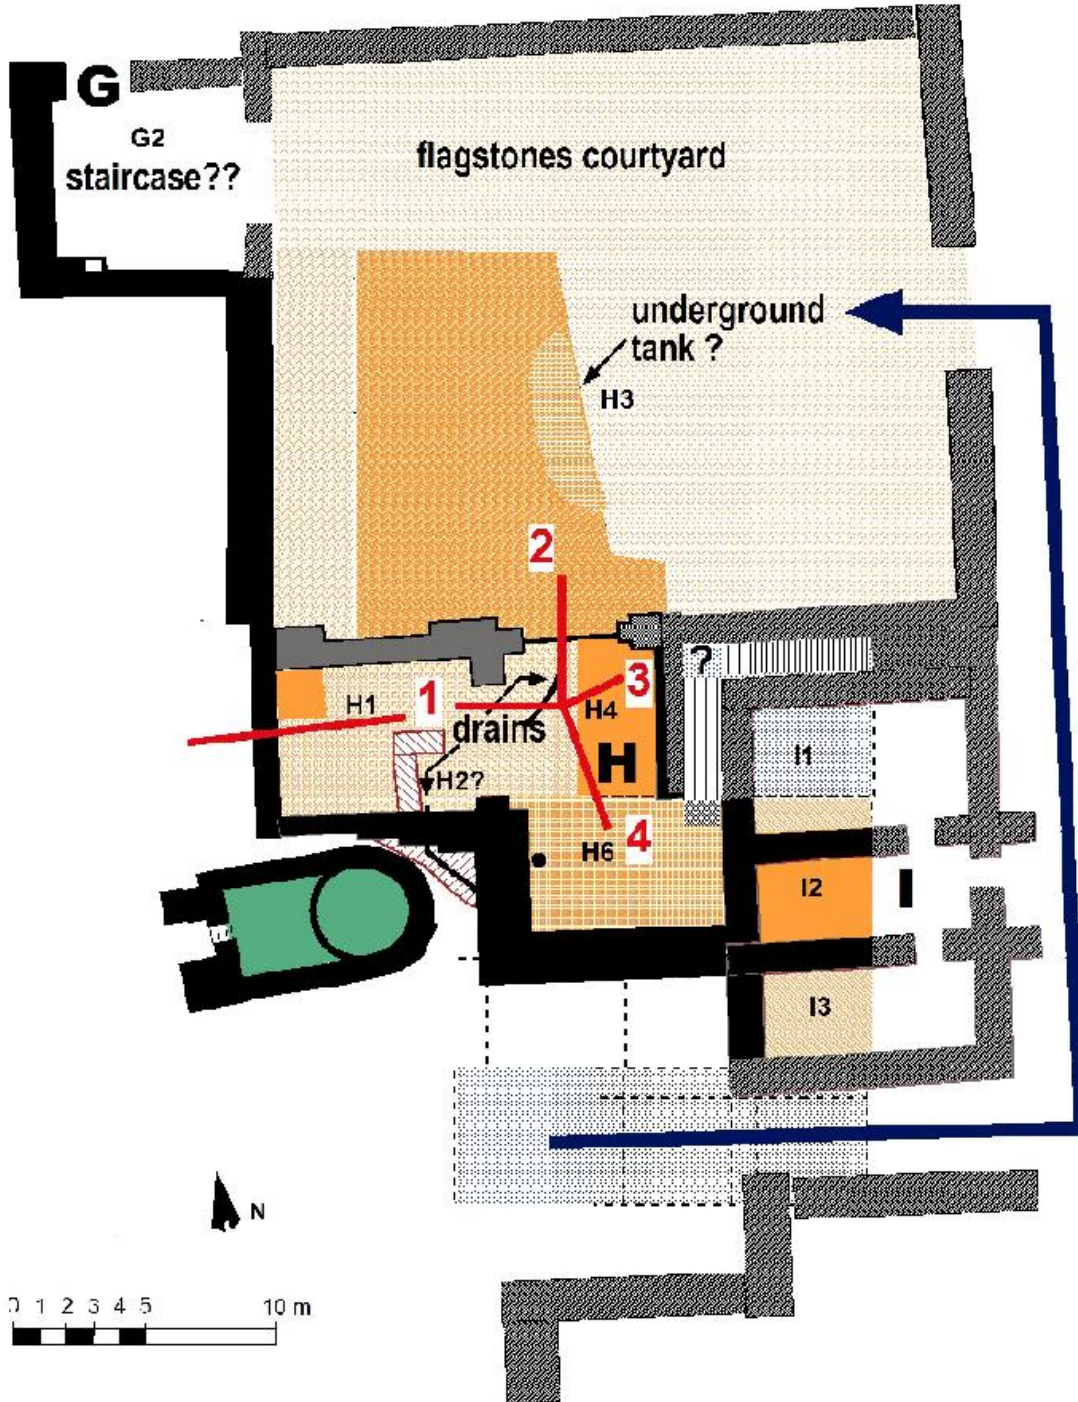 G
G2
staircase??
flagstones courtyard
underground
tank ?
H3
2
?
3
H1
1
H4
drains
H
I1
H2?
4
H6
I2
I3
N
0 1 2 3 4 5 10 m